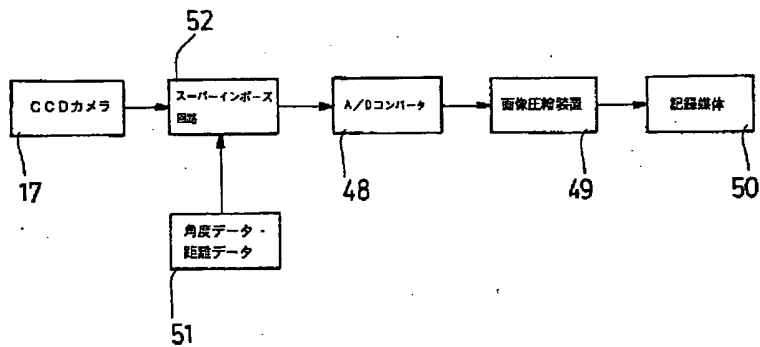 52
CCDカメラ
スーパーインポーズ
回路
A/Dコンバータ
画像圧縮装置
記録媒体
17
48
49
50
角度データ・
距離データ
51